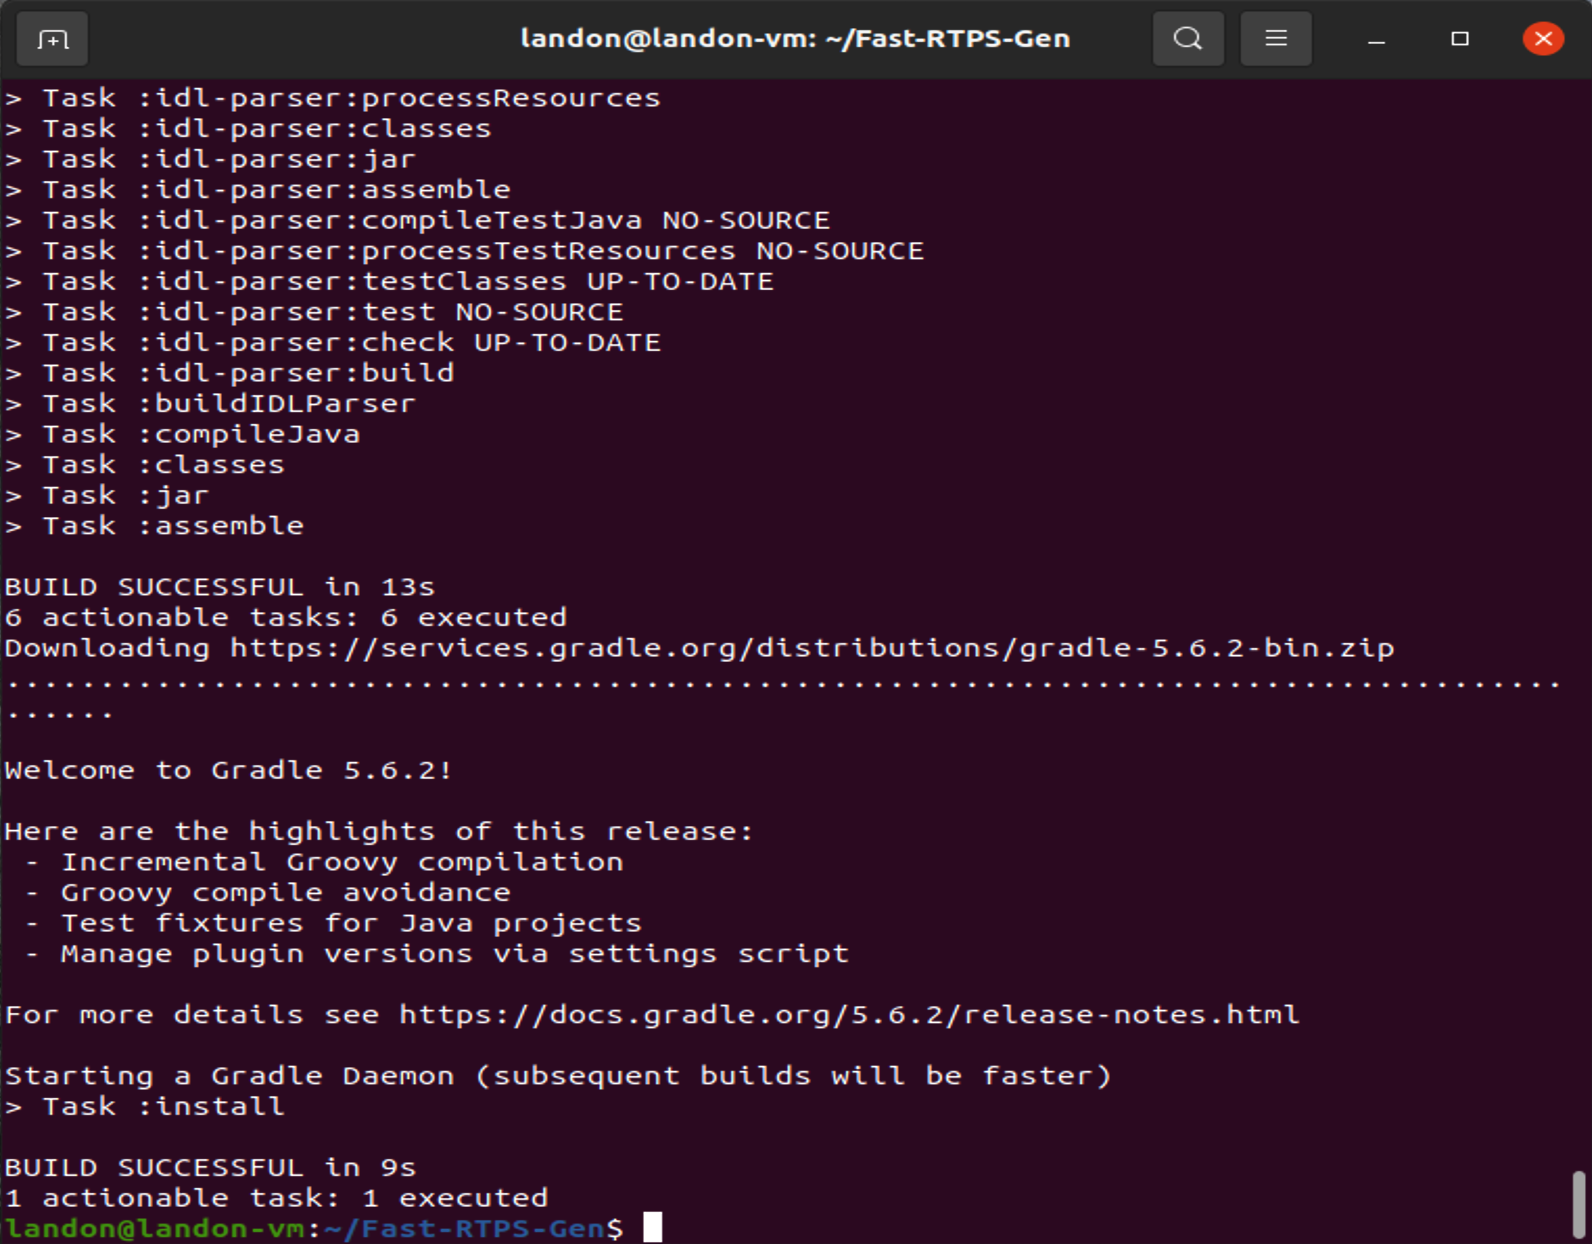 landon@landon-vm: ~/Fast-RTPS-Gen
> Task :idl-parser:processResources
> Task :idl-parser:classes
> Task :idl-parser:jar
> Task :idl-parser:assemble
> Task :idl-parser:compileTestJava NO-SOURCE
> Task :idl-parser:processTestResources NO-SOURCE
> Task :idl-parser:testClasses UP-TO-DATE
> Task :idl-parser:test NO-SOURCE
> Task :idl-parser:check UP-TO-DATE
> Task :idl-parser:build
> Task :buildIDLParser
> Task :compileJava
> Task :classes
> Task :jar
> Task :assemble
BUILD SUCCESSFUL in 13s
6 actionable tasks: 6 executed
Downloading https://services.gradle.org/distributions/gradle-5.6.2-bin.zip
...................................................................................
......
Welcome to Gradle 5.6.2!
Here are the highlights of this release:
- Incremental Groovy compilation
- Groovy compile avoidance
- Test fixtures for Java projects
- Manage plugin versions via settings script
For more details see https://docs.gradle.org/5.6.2/release-notes.html
Starting a Gradle Daemon (subsequent builds will be faster)
> Task :install
BUILD SUCCESSFUL in 9s
1 actionable task: 1 executed
landon@landon-vm:~/Fast-RTPS-Gen$